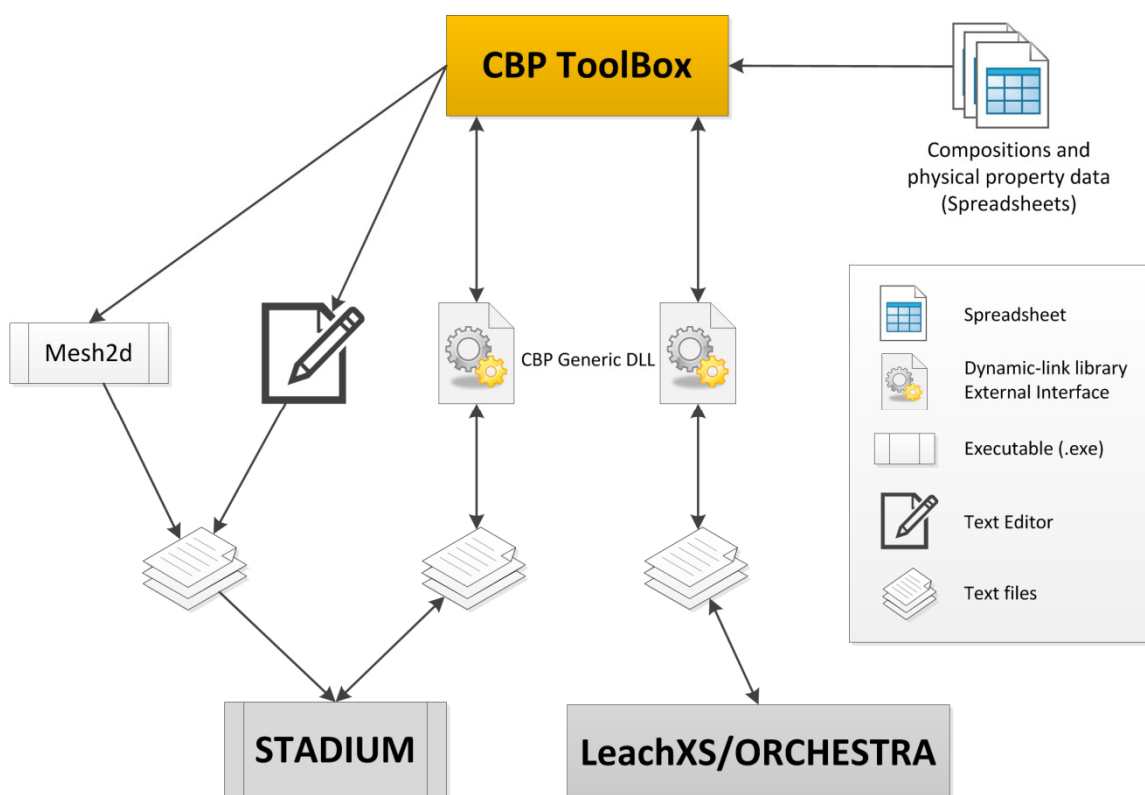 CBP ToolBox
Compositions and
physical property data
(Spreadsheets)
Mesh2d
CBP Generic DLL
Spreadsheet
Dynamic-link library
External Interface
Executable (.exe)
Text Editor
Text files
STADIUM
LeachXS/ORCHESTRA